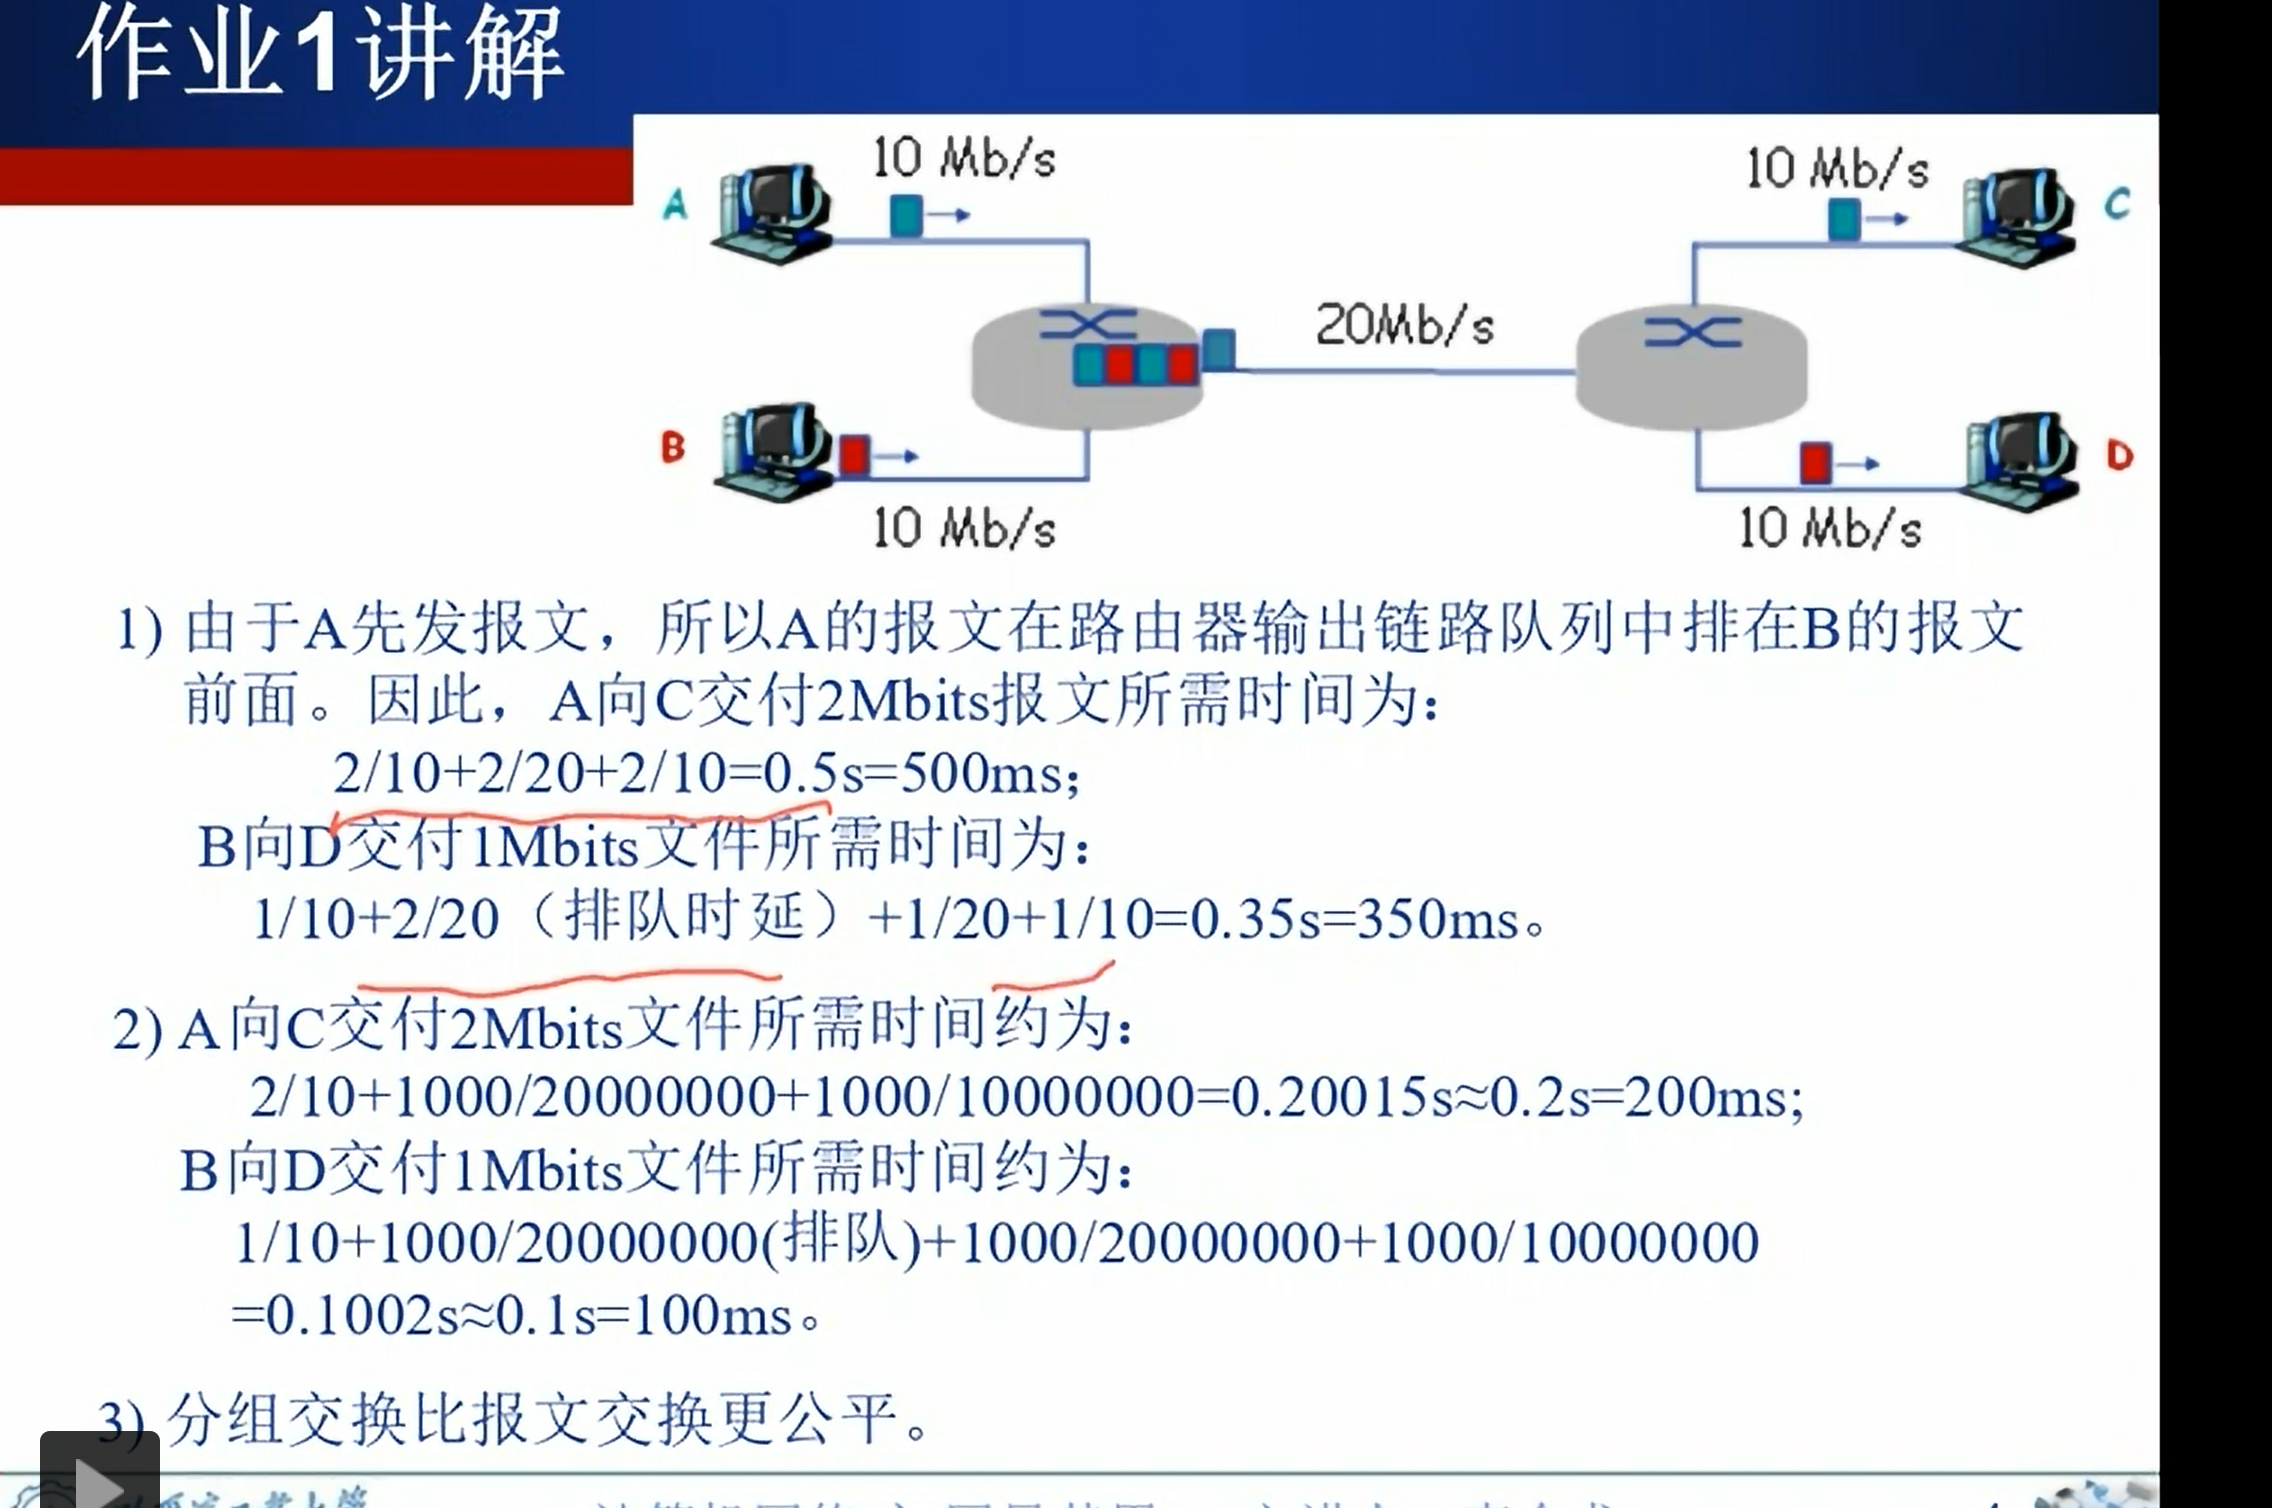 作业1讲解
10 Mb/s
10 Mb/s
A
C
20Mb/s
B
D
10 Mb/s
10 Mb/s
1) 由于A先发报文，所以A的报文在路由器输出链路队列中排在B的报文
前面。因此，A向C交付2Mbits报文所需时间为：
2/10+2/20+2/10=0.5s=500ms；
B向D交付1Mbits文件所需时间为：
1/10+2/20（排队时延）+1/20+1/10=0.35s=350ms。
2) A向C交付2Mbits文件所需时间约为：
2/10+1000/20000000+1000/10000000=0.20015s≈0.2s=200ms;
B向D交付1Mbits文件所需时间约为：
1/10+1000/20000000(排队)+1000/20000000+1000/10000000
=0.1002s≈0.1s=100ms。
3) 分组交换比报文交换更公平。